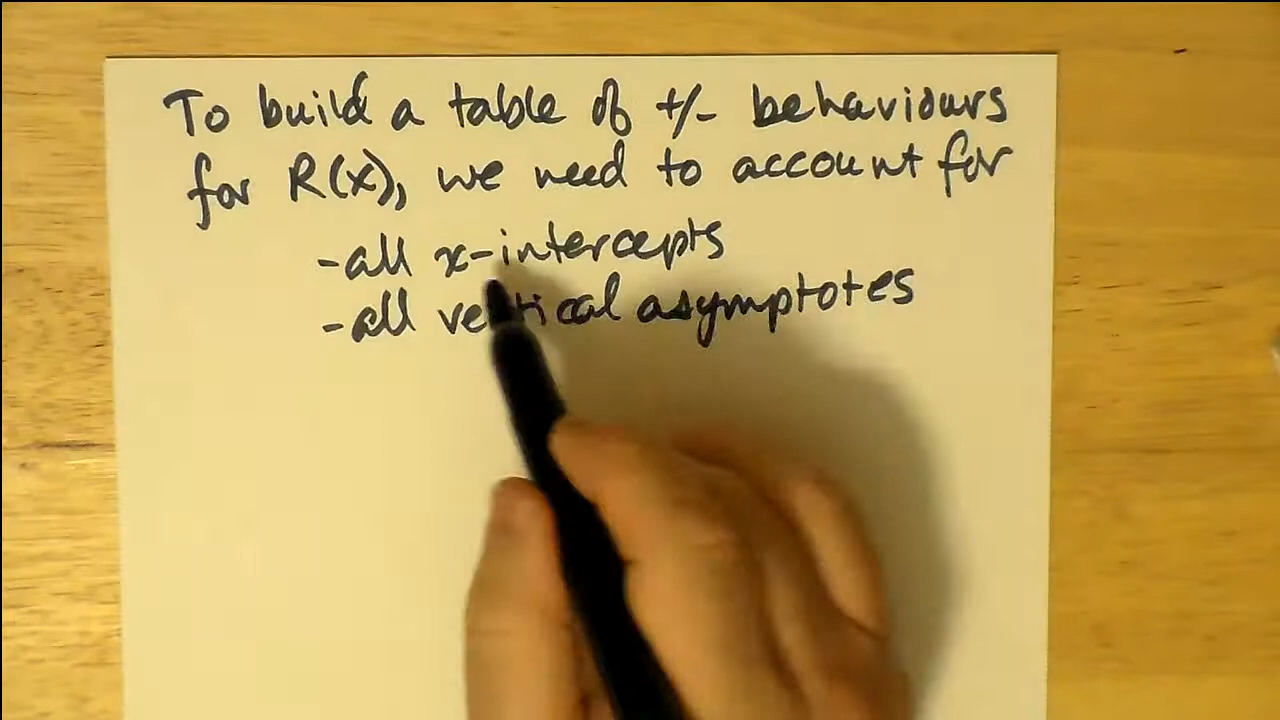 To build a table of +/- behaviours
for R(x), we need to account for
-all x-intercepts
-all vertical asymptotes